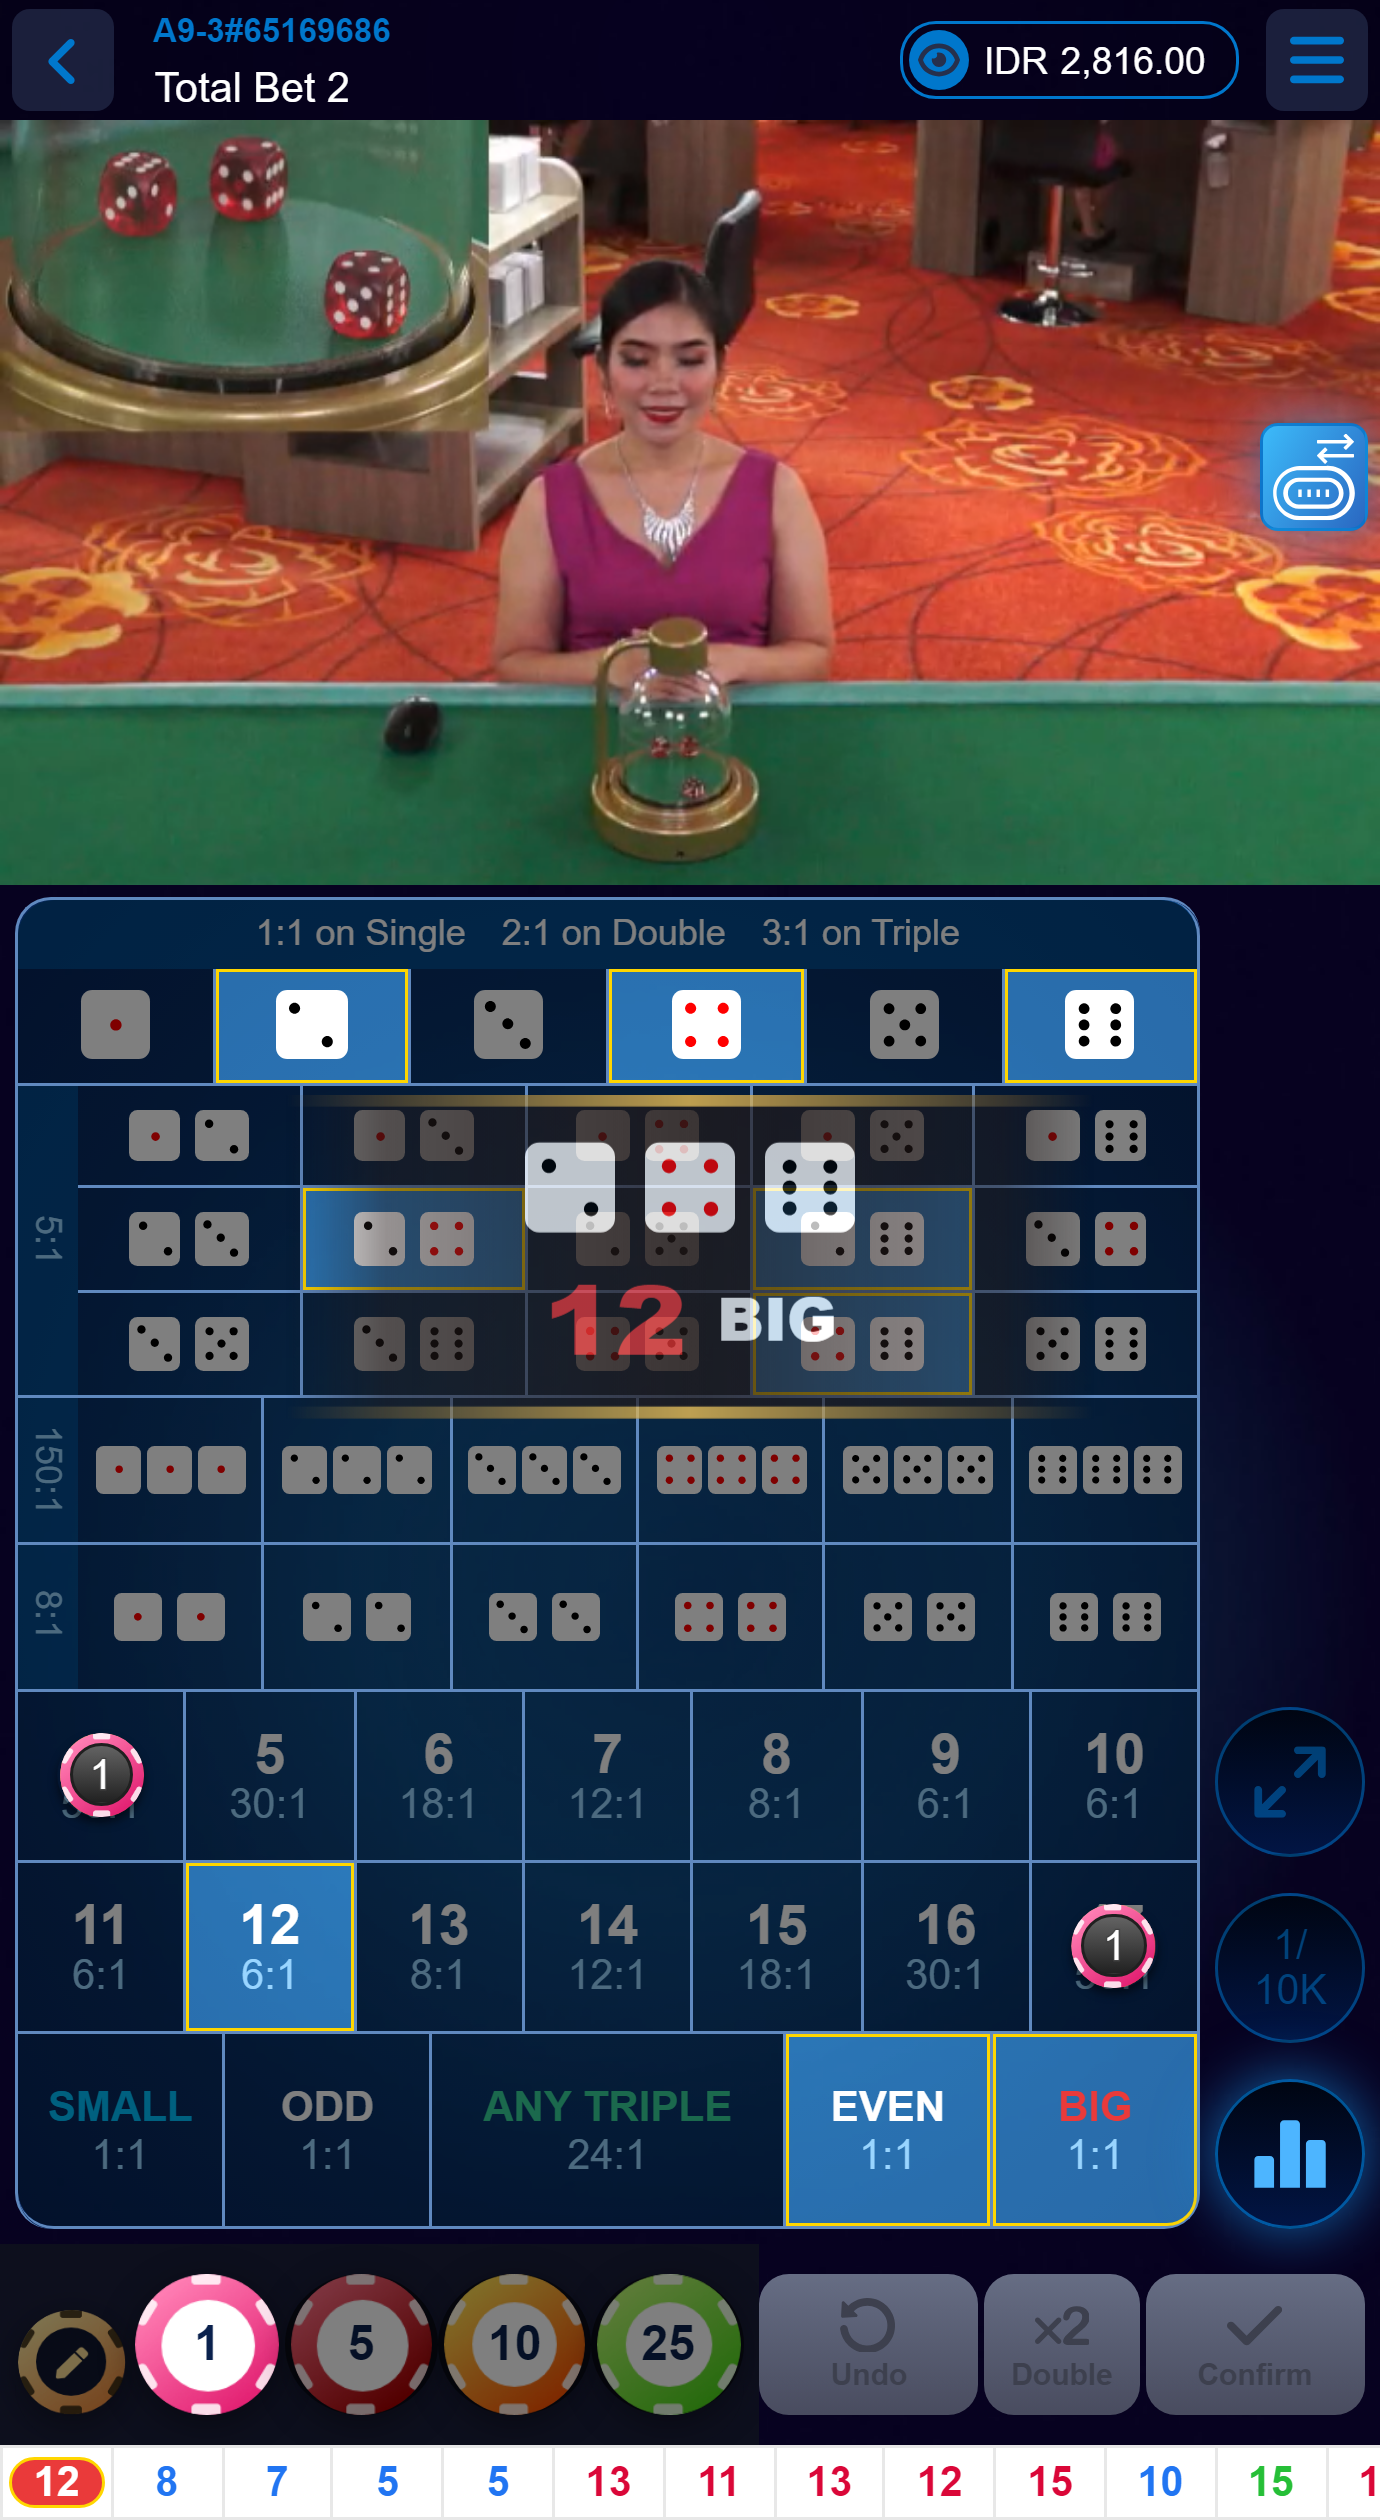 A9-3#65169686
Total Bet 2
IDR 2,816.00
1:1 on Single 2:1 on Double 3:1 on Triple
5:1
12 BIG
150:1
8:1
1 5 6 7 8 9 10
30:1 18:1 12:1 8:1 6:1 6:1
11 12 13 14 15 16 1
6:1 6:1 8:1 12:1 18:1 30:1
1/
10K
SMALL ODD ANY TRIPLE EVEN BIG
1:1 1:1 24:1 1:1 1:1
1 5 10 25
x2
Undo Double Confirm
12 8 7 5 5 13 11 13 12 15 10 15 1